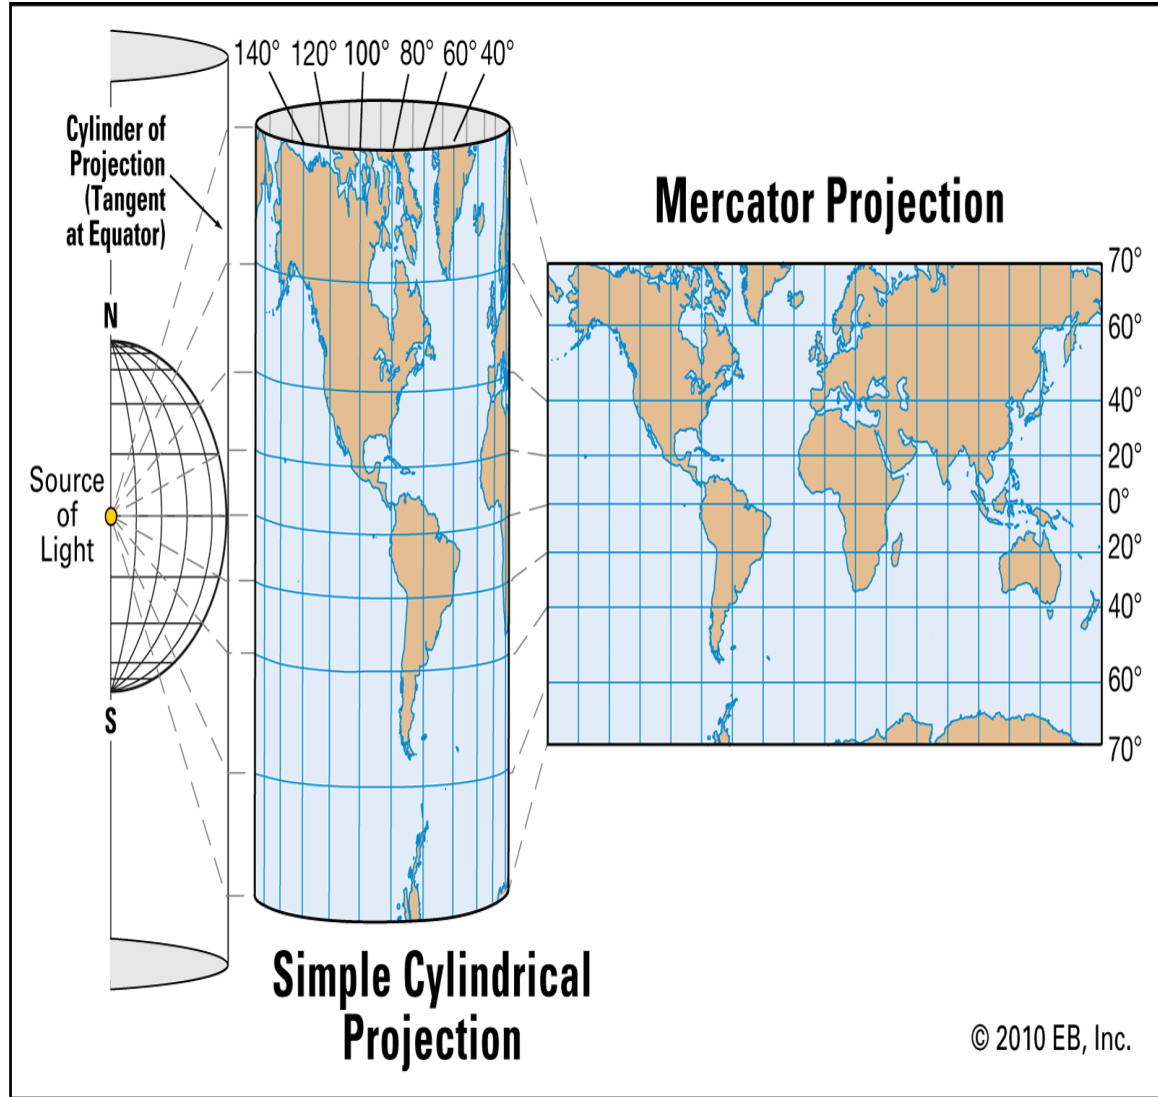 140° 120° 100° 80° 60° 40°
Cylinder of
Projection
(Tangent
at Equator)
N
Source
of
Light
S
Simple Cylindrical
Projection
Mercator Projection
70°
60°
40°
20°
0°
20°
40°
60°
70°
© 2010 EB, Inc.